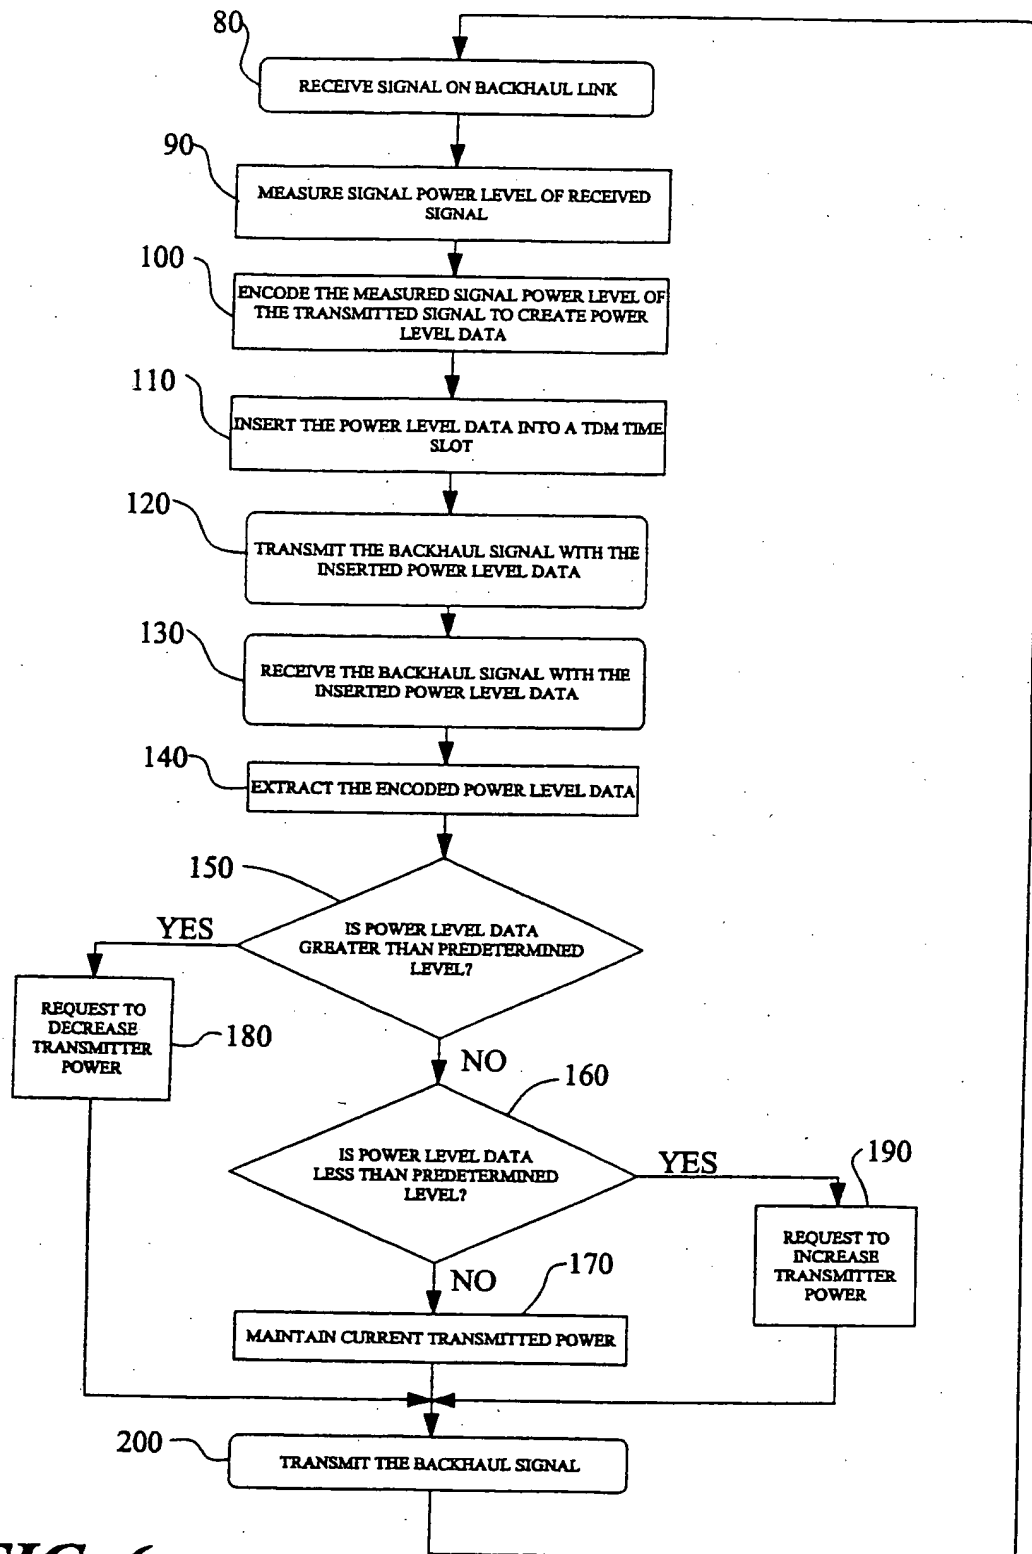 80
RECEIVE SIGNAL ON BACKHAUL LINK
90
MEASURE SIGNAL POWER LEVEL OF RECEIVED
SIGNAL
100
ENCODE THE MEASURED SIGNAL POWER LEVEL OF
THE TRANSMITTED SIGNAL TO CREATE POWER
LEVEL DATA
110
INSERT THE POWER LEVEL DATA INTO A TDM TIME
SLOT
120
TRANSMIT THE BACKHAUL SIGNAL WITH THE
INSERTED POWER LEVEL DATA
130
RECEIVE THE BACKHAUL SIGNAL WITH THE
INSERTED POWER LEVEL DATA
140
EXTRACT THE ENCODED POWER LEVEL DATA
150
YES
IS POWER LEVEL DATA
GREATER THAN PREDETERMINED
LEVEL?
REQUEST TO
DECREASE
TRANSMITTER
POWER
180
NO
160
IS POWER LEVEL DATA
LESS THAN PREDETERMINED
LEVEL?
YES
190
REQUEST TO
INCREASE
TRANSMITTER
POWER
NO
170
MAINTAIN CURRENT TRANSMITTED POWER
200
TRANSMIT THE BACKHAUL SIGNAL